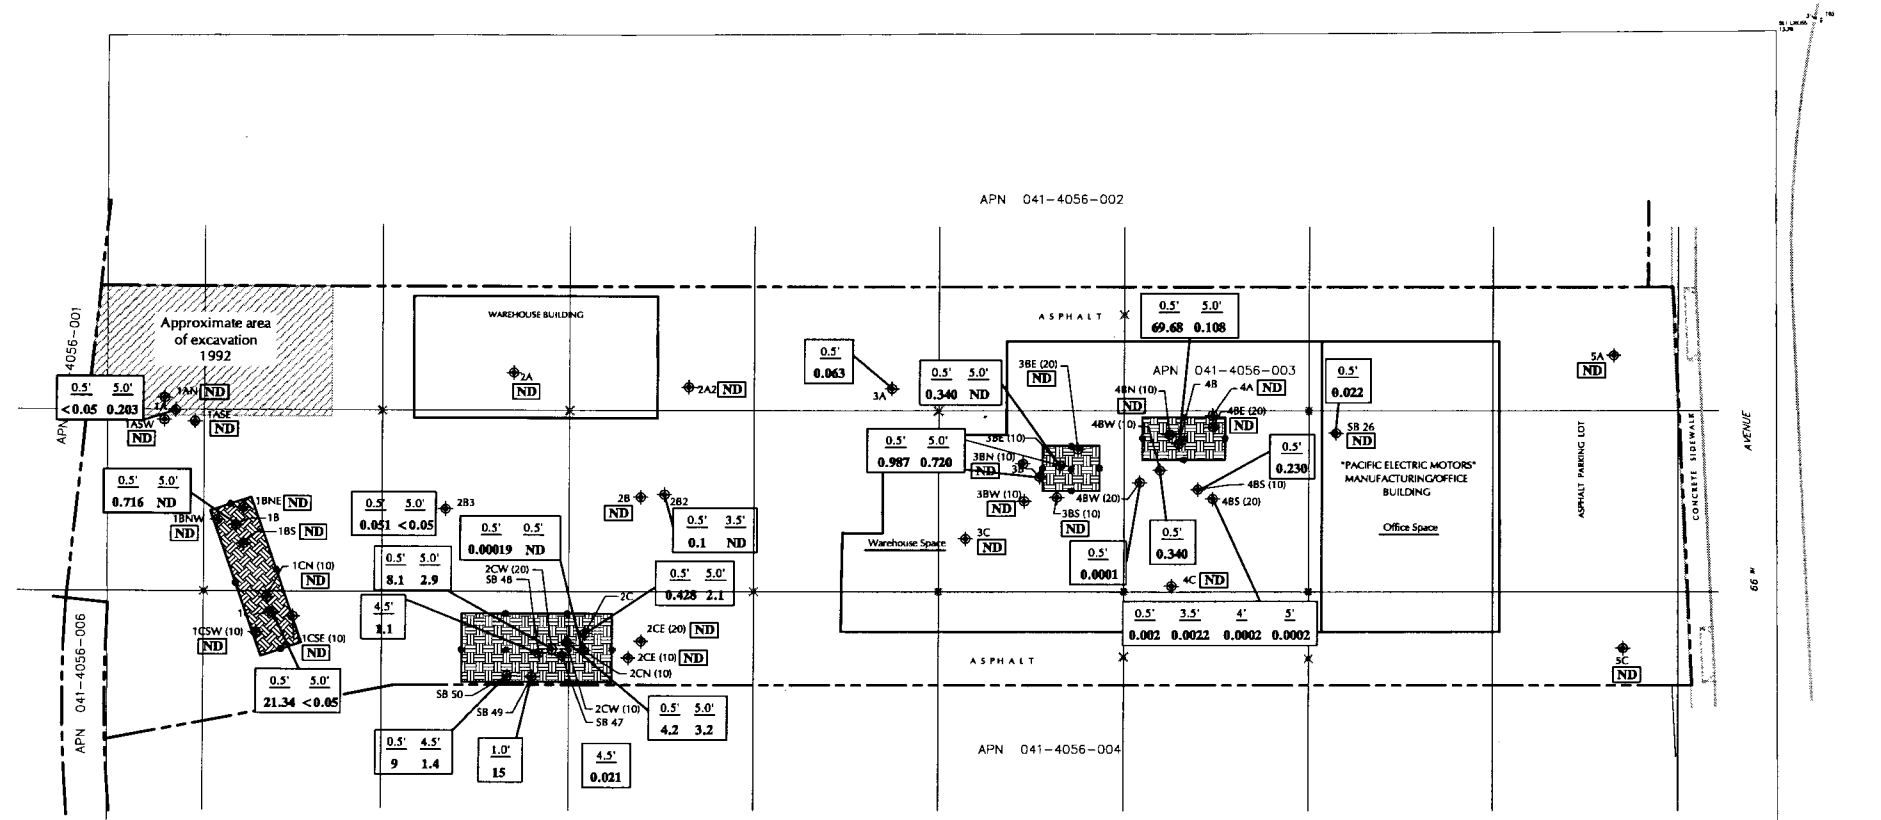 APN 041-4056-002
4056-001
APN
Approximate area
of excavation
1992
WAREHOUSE BUILDING
ASPHALT
0.5' 5.0'
69.68 0.108
0.5' 5.0'
<0.05 0.203
1AN ND
1A
1ASE
ND
1ASW
ND
2A
ND
2A2 ND
0.5'
0.063
3A
0.5' 5.0'
0.340 ND
3BE (20)
ND
APN 041-4056-003
4BN (10)
ND
4B
4A ND
4BE (20)
ND
4BW (10)
0.5'
0.022
SB 26
ND
5A
ND
0.5' 5.0'
0.987 0.720
3BE (10)
3BN (10)
ND
3B
3BW (10)
ND
3BS (10)
ND
0.5'
0.230
4BS (10)
4BS (20)
4BW (20)
"PACIFIC ELECTRIC MOTORS"
MANUFACTURING/OFFICE
BUILDING
Office Space
ASPHALT PARKING LOT
CONCRETE SIDEWALK
AVENUE
66
0.5' 5.0'
0.716 ND
1BNE ND
1B
1BNW
ND
1BS ND
0.5' 5.0'
0.051 <0.05
2B3
2B
ND
2B2
0.5' 3.5'
0.1 ND
0.5' 0.5'
0.00019 ND
0.5' 5.0'
8.1 2.9
2CW (20)
SB 48
0.5' 5.0'
0.428 2.1
2C
4.5'
1.1
1CN (10)
ND
1CSW (10)
ND
1CSE (10)
ND
0.5' 5.0'
21.34 <0.05
2CE (20) ND
2CE (10) ND
2CN (10)
SB 50
SB 49
2CW (10)
SB 47
0.5' 5.0'
4.2 3.2
0.5' 4.5'
9 1.4
1.0'
15
4.5'
0.021
Warehouse Space
3C
ND
0.5'
0.0001
0.5'
0.340
4C ND
0.5' 3.5' 4' 5'
0.002 0.0022 0.0002 0.0002
ASPHALT
5C
ND
APN 041-4056-006
APN 041-4056-004